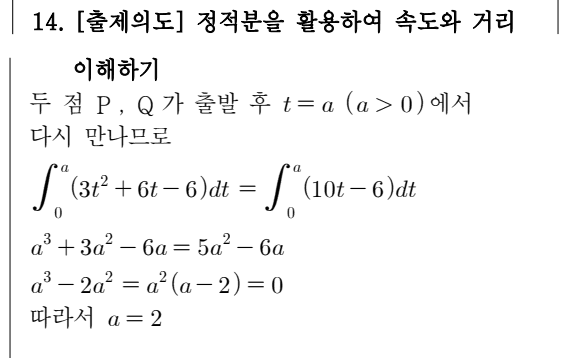 14. [출제의도] 정적분을 활용하여 속도와 거리
이해하기
두 점 P, Q가 출발 후 t = a (a > 0)에서
다시 만나므로
∫₀ᵃ(3t² + 6t − 6)dt = ∫₀ᵃ(10t − 6)dt
a³ + 3a² − 6a = 5a² − 6a
a³ − 2a² = a²(a − 2) = 0
따라서 a = 2